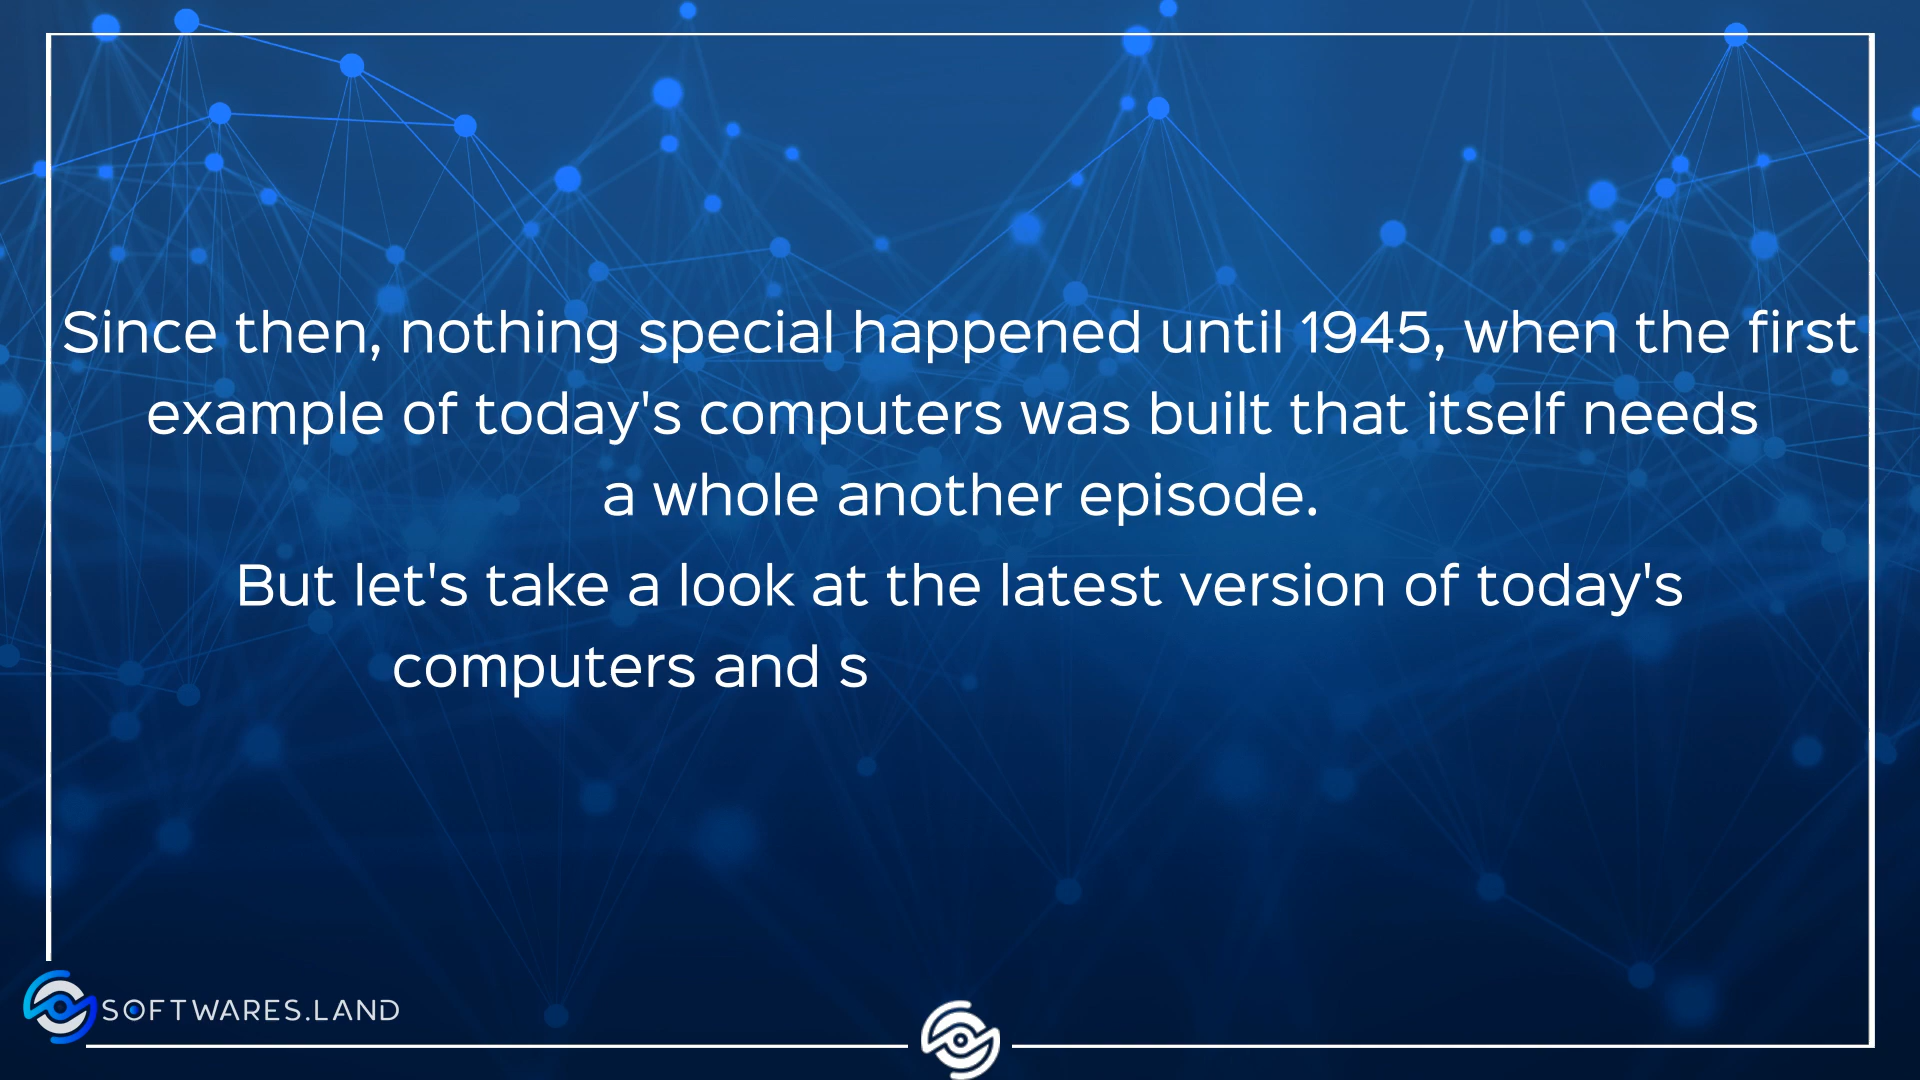 Since then, nothing special happened until 1945, when the first
example of today's computers was built that itself needs
a whole another episode.
But let's take a look at the latest version of today's
computers and s
SOFTWARES.LAND